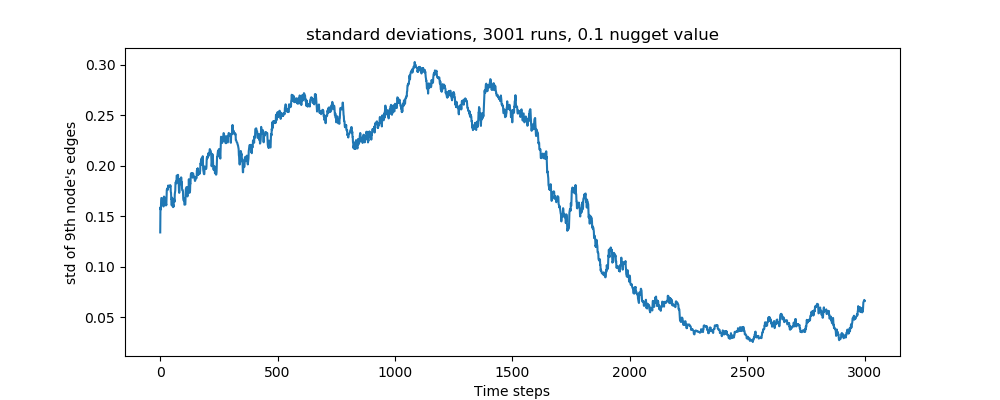 standard deviations, 3001 runs, 0.1 nugget value
std of 9th node's edges
0.30
0.25
0.20
0.15
0.10
0.05
0 500 1000 1500 2000 2500 3000
Time steps